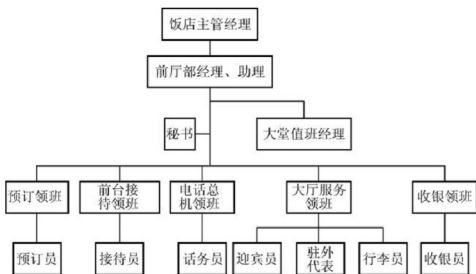 饭店主管经理
前厅部经理、助理
秘书
大堂值班经理
预订领班
前台接
待领班
电话总
机领班
大厅服务
领班
收银领班
预订员
接待员
话务员
迎宾员
驻外
代表
行李员
收银员